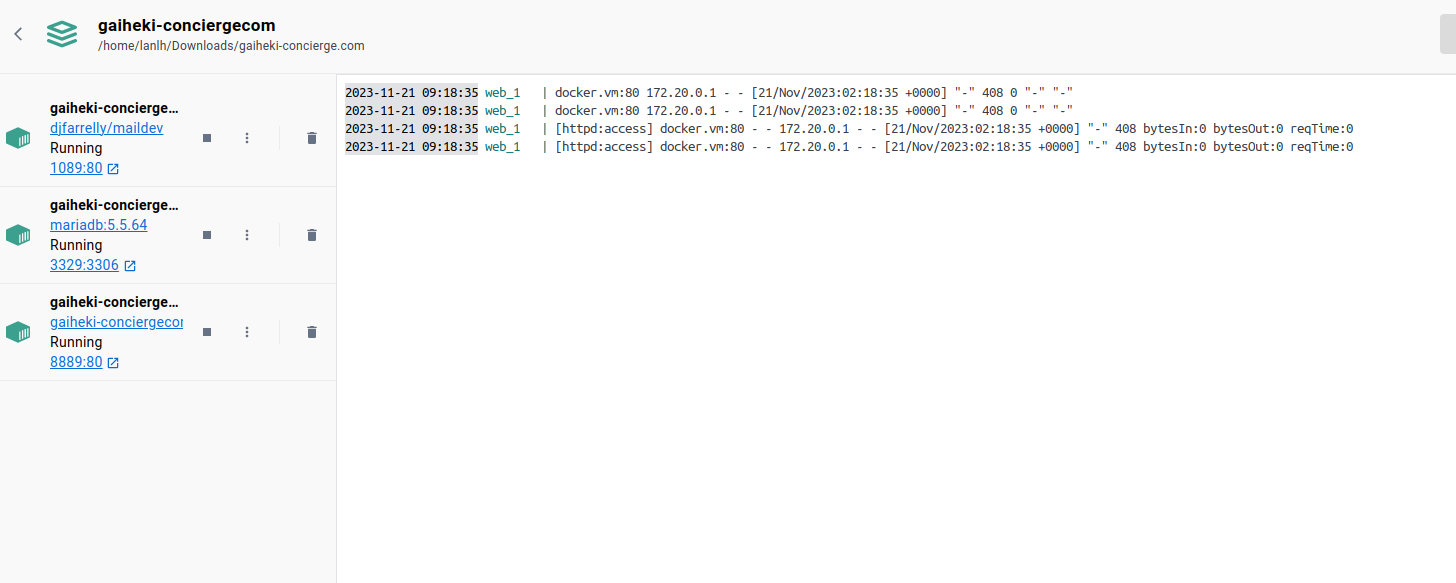 gaiheki-conciergecom
/home/lanlh/Downloads/gaiheki-concierge.com
gaiheki-concierge...
djfarrelly/maildev
Running
1089:80
gaiheki-concierge...
mariadb:5.5.64
Running
3329:3306
gaiheki-concierge...
gaiheki-conciergecor
Running
8889:80
2023-11-21 09:18:35 web_1 | docker.vm:80 172.20.0.1 - - [21/Nov/2023:02:18:35 +0000] "-" 408 0 "-" "-"
2023-11-21 09:18:35 web_1 | docker.vm:80 172.20.0.1 - - [21/Nov/2023:02:18:35 +0000] "-" 408 0 "-" "-"
2023-11-21 09:18:35 web_1 | [httpd:access] docker.vm:80 - - 172.20.0.1 - - [21/Nov/2023:02:18:35 +0000] "-" 408 bytesIn:0 bytesOut:0 reqTime:0
2023-11-21 09:18:35 web_1 | [httpd:access] docker.vm:80 - - 172.20.0.1 - - [21/Nov/2023:02:18:35 +0000] "-" 408 bytesIn:0 bytesOut:0 reqTime:0